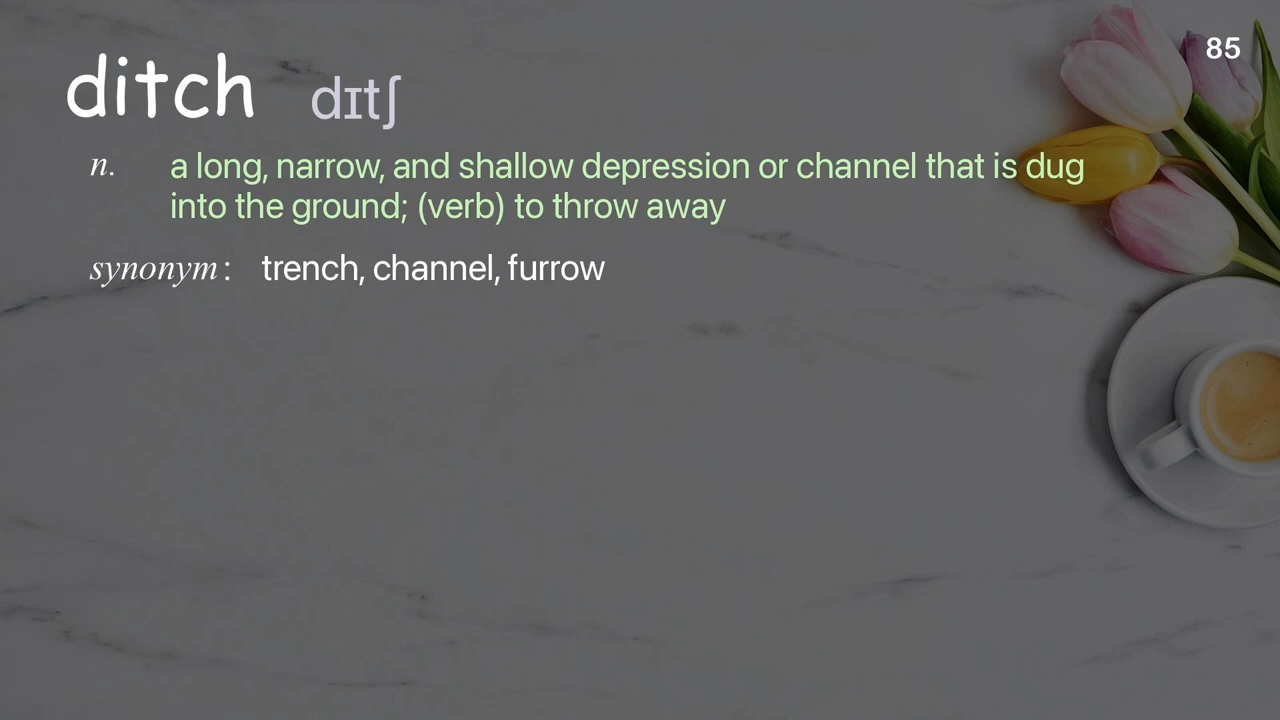 85
ditch dɪtʃ
n. a long, narrow, and shallow depression or channel that is dug
into the ground; (verb) to throw away
synonym: trench, channel, furrow